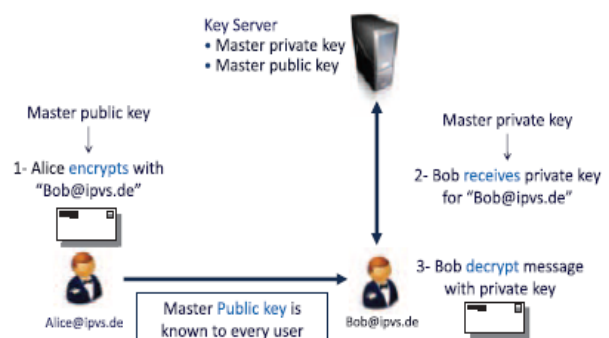 Key Server
• Master private key
• Master public key
Master public key
1- Alice encrypts with
“Bob@ipvs.de”
Master private key
2- Bob receives private key
for “Bob@ipvs.de”
3- Bob decrypt message
with private key
Alice@ipvs.de
Master Public key is
known to every user
Bob@ipvs.de